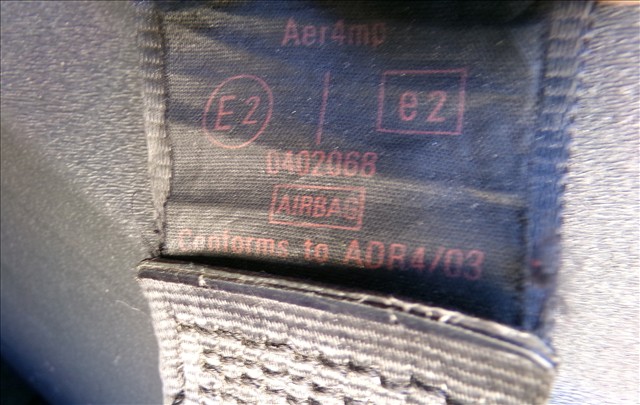 Aer4mp
E2 e2
0402068
AIRBAG
Conforms to ADR4/03